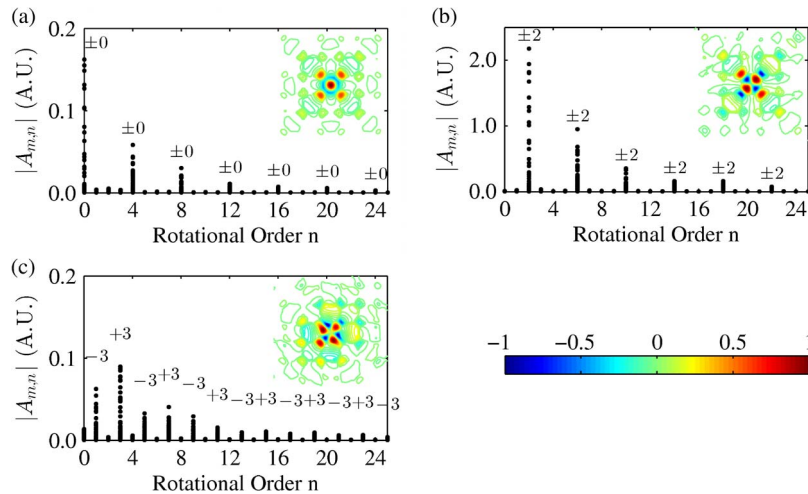 (a)
0.2
0.1
0.0
|A_{m,n}| (A.U.)
±0
±0
±0
±0
±0
±0
±0
0 4 8 12 16 20 24
Rotational Order n
(b)
2.0
1.0
0.0
|A_{m,n}| (A.U.)
±2
±2
±2
±2
±2
±2
0 4 8 12 16 20 24
Rotational Order n
(c)
0.2
0.1
0.0
|A_{m,n}| (A.U.)
−3 +3 −3 +3 −3 +3 −3 +3 −3 +3 −3 +3 −3
0 4 8 12 16 20 24
Rotational Order n
−1 −0.5 0 0.5 1